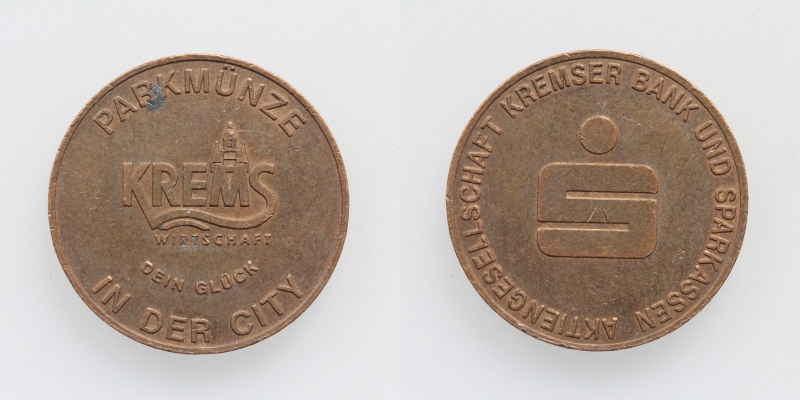 PARKMÜNZE
KREMS
WIRTSCHAFT
DEIN GLÜCK
IN DER CITY
KREMSER BANK UND SPARKASSEN AKTIENGESELLSCHAFT